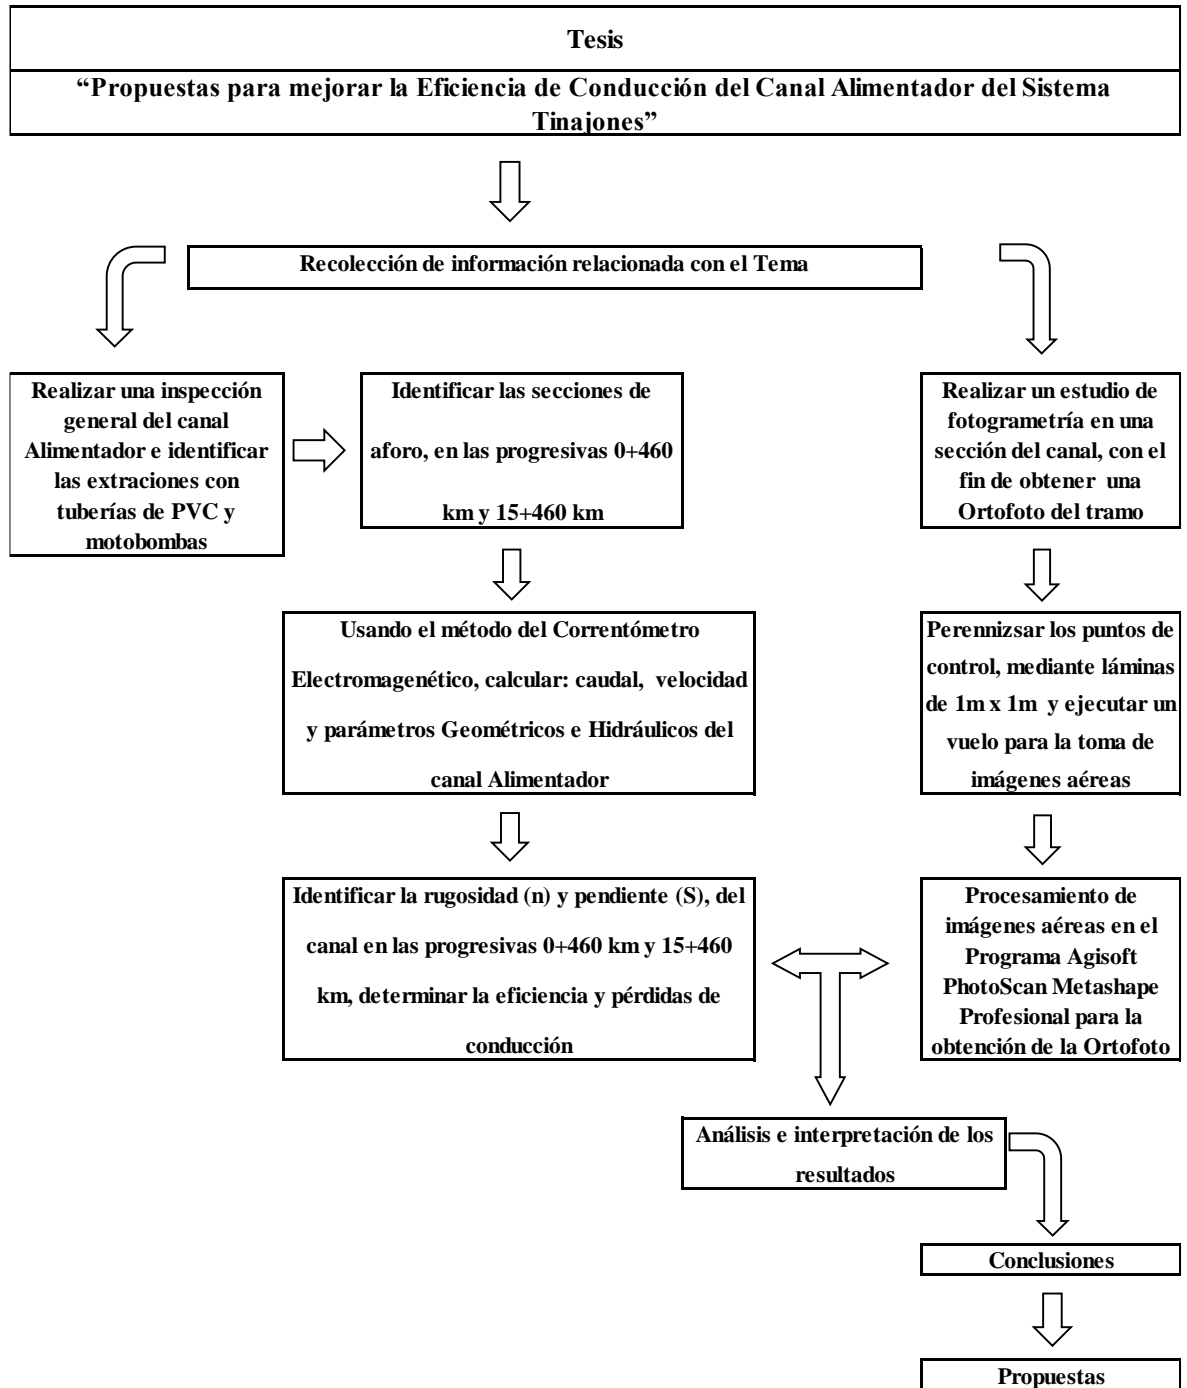 Tesis
“Propuestas para mejorar la Eficiencia de Conducción del Canal Alimentador del Sistema
Tinajones”
Recolección de información relacionada con el Tema
Realizar una inspección
general del canal
Alimentador e identificar
las extraciones con
tuberías de PVC y
motobombas
Identificar las secciones de
aforo, en las progresivas 0+460
km y 15+460 km
Realizar un estudio de
fotogrametría en una
sección del canal, con el
fin de obtener una
Ortofoto del tramo
Usando el método del Correntómetro
Electromagenético, calcular: caudal, velocidad
y parámetros Geométricos e Hidráulicos del
canal Alimentador
Perennizsar los puntos de
control, mediante láminas
de 1m x 1m y ejecutar un
vuelo para la toma de
imágenes aéreas
Identificar la rugosidad (n) y pendiente (S), del
canal en las progresivas 0+460 km y 15+460
km, determinar la eficiencia y pérdidas de
conducción
Procesamiento de
imágenes aéreas en el
Programa Agisoft
PhotoScan Metashape
Profesional para la
obtención de la Ortofoto
Análisis e interpretación de los
resultados
Conclusiones
Propuestas